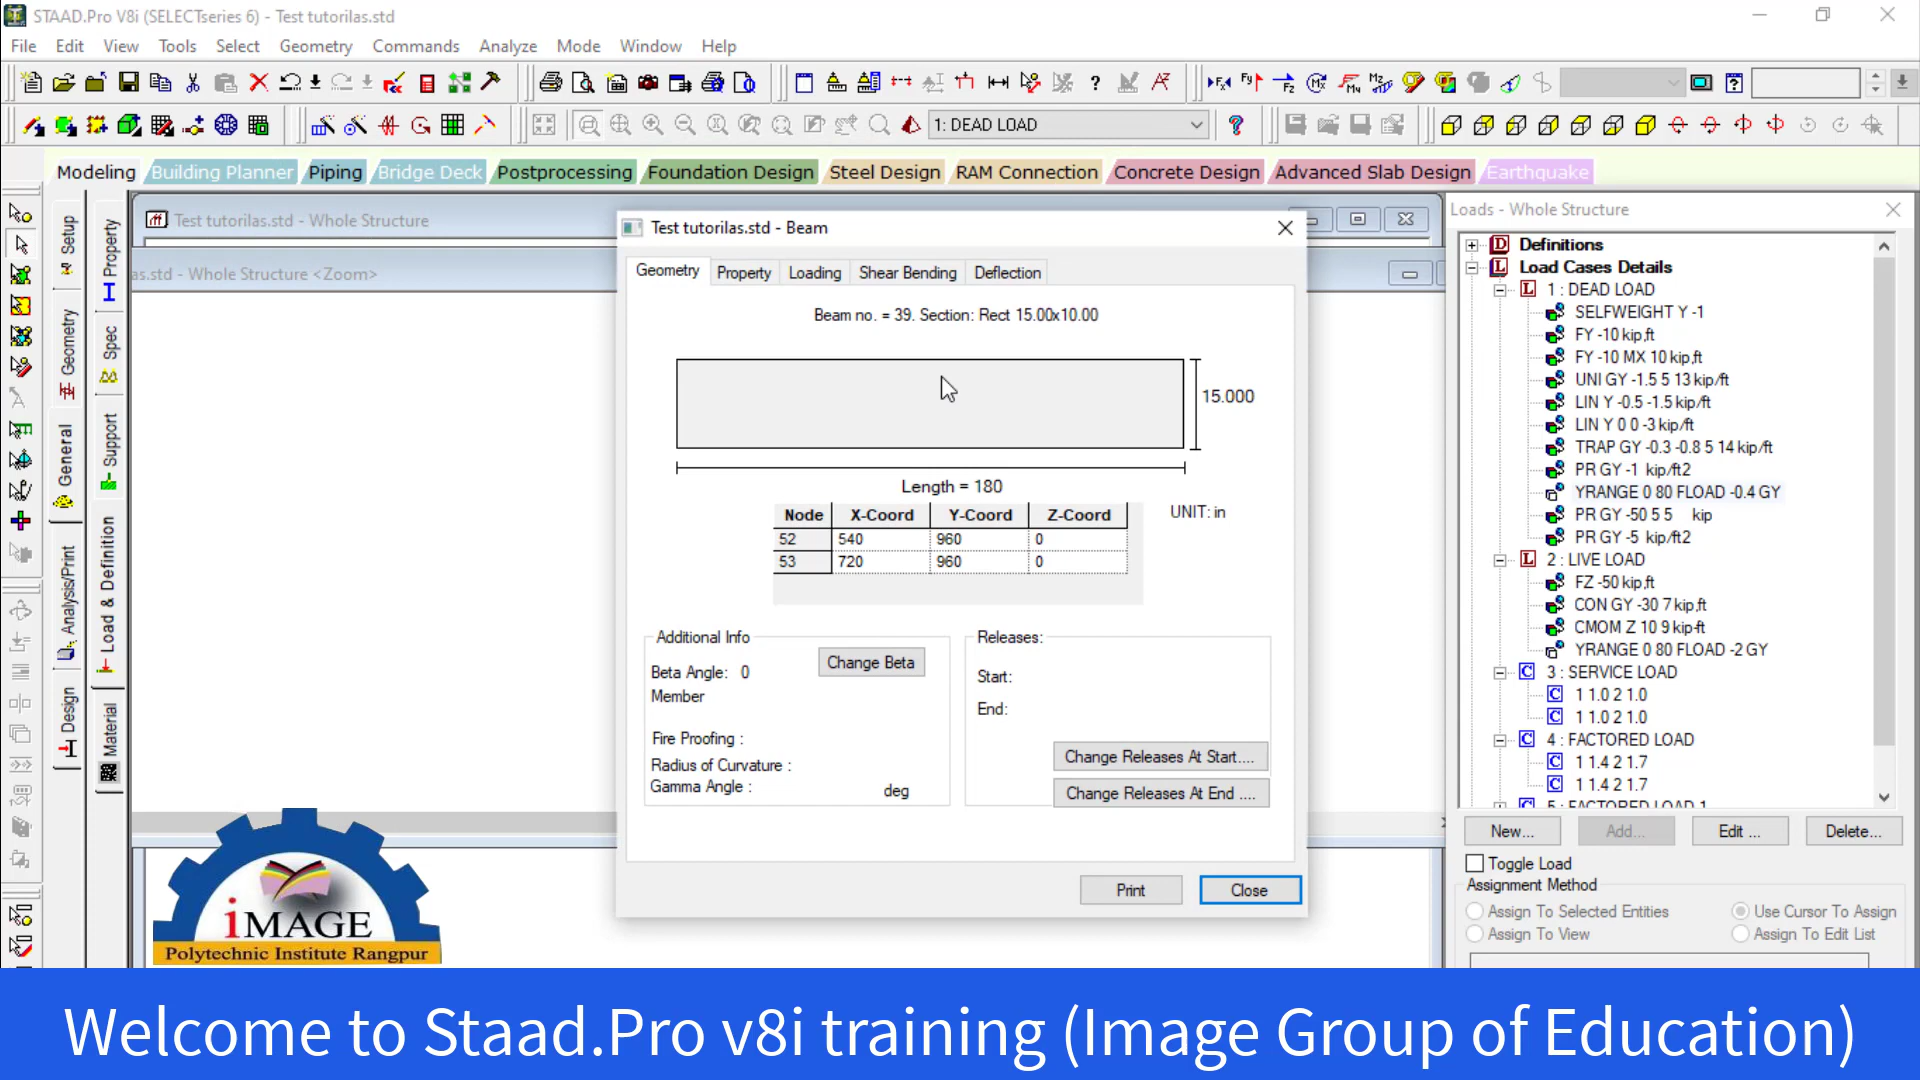 STAAD.Pro V8i (SELECTseries 6) - Test tutorilas.std
File Edit View Tools Select Geometry Commands Analyze Mode Window Help
1: DEAD LOAD
Modeling Building Planner Piping Bridge Deck Postprocessing Foundation Design Steel Design RAM Connection Concrete Design Advanced Slab Design Earthquake
Setup
Geometry
General
Analysis/Print
Design
Property
Spec
Support
Load & Definition
Material
Test tutorilas.std - Whole Structure
as.std - Whole Structure <Zoom>
Test tutorilas.std - Beam
Geometry Property Loading Shear Bending Deflection
Beam no. = 39. Section: Rect 15.00x10.00
15.000
Length = 180
UNIT: in
Node X-Coord Y-Coord Z-Coord
52 540 960 0
53 720 960 0
Additional Info
Beta Angle: 0
Change Beta
Member
Fire Proofing :
Radius of Curvature :
Gamma Angle : deg
Releases:
Start:
End:
Change Releases At Start....
Change Releases At End ....
Print Close
Loads - Whole Structure
Definitions
Load Cases Details
1 : DEAD LOAD
SELFWEIGHT Y -1
FY -10 kip,ft
FY -10 MX 10 kip,ft
UNI GY -1.5 5 13 kip/ft
LIN Y -0.5 -1.5 kip/ft
LIN Y 0 0 -3 kip/ft
TRAP GY -0.3 -0.8 5 14 kip/ft
PR GY -1 kip/ft2
YRANGE 0 80 FLOAD -0.4 GY
PR GY -50 5 5 kip
PR GY -5 kip/ft2
2 : LIVE LOAD
FZ -50 kip,ft
CON GY -30 7 kip,ft
CMOM Z 10 9 kip-ft
YRANGE 0 80 FLOAD -2 GY
3 : SERVICE LOAD
1 1.0 2 1.0
1 1.0 2 1.0
4 : FACTORED LOAD
1 1.4 2 1.7
1 1.4 2 1.7
5 : FACTORED LOAD 1
New... Add... Edit ... Delete...
Toggle Load
Assignment Method
Assign To Selected Entities Use Cursor To Assign
Assign To View Assign To Edit List
iMAGE
Polytechnic Institute Rangpur
Welcome to Staad.Pro v8i training (Image Group of Education)